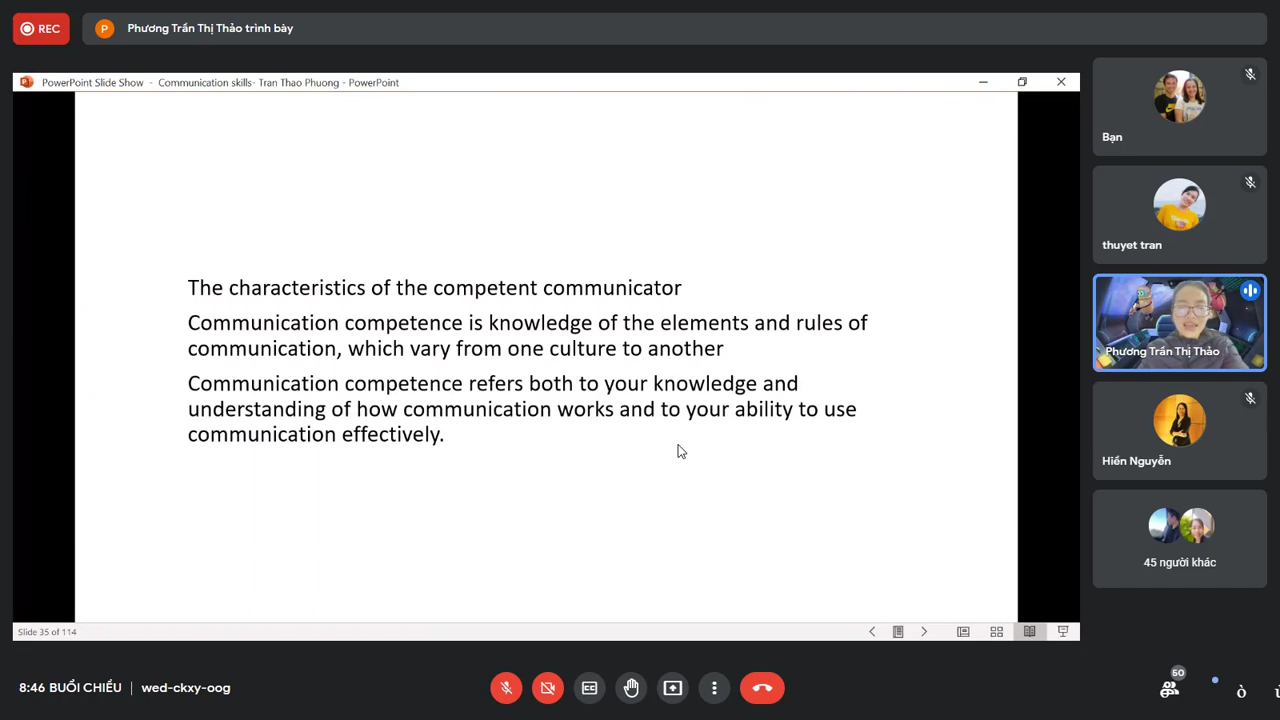 REC
P
Phương Trần Thị Thảo trình bày
PowerPoint Slide Show - Communication skills- Tran Thao Phuong - PowerPoint
The characteristics of the competent communicator
Communication competence is knowledge of the elements and rules of
communication, which vary from one culture to another
Communication competence refers both to your knowledge and
understanding of how communication works and to your ability to use
communication effectively.
Slide 35 of 114
Bạn
thuyet tran
Phương Trần Thị Thảo
Hiền Nguyễn
45 người khác
8:46 BUỔI CHIỀU | wed-ckxy-oog
CC
50